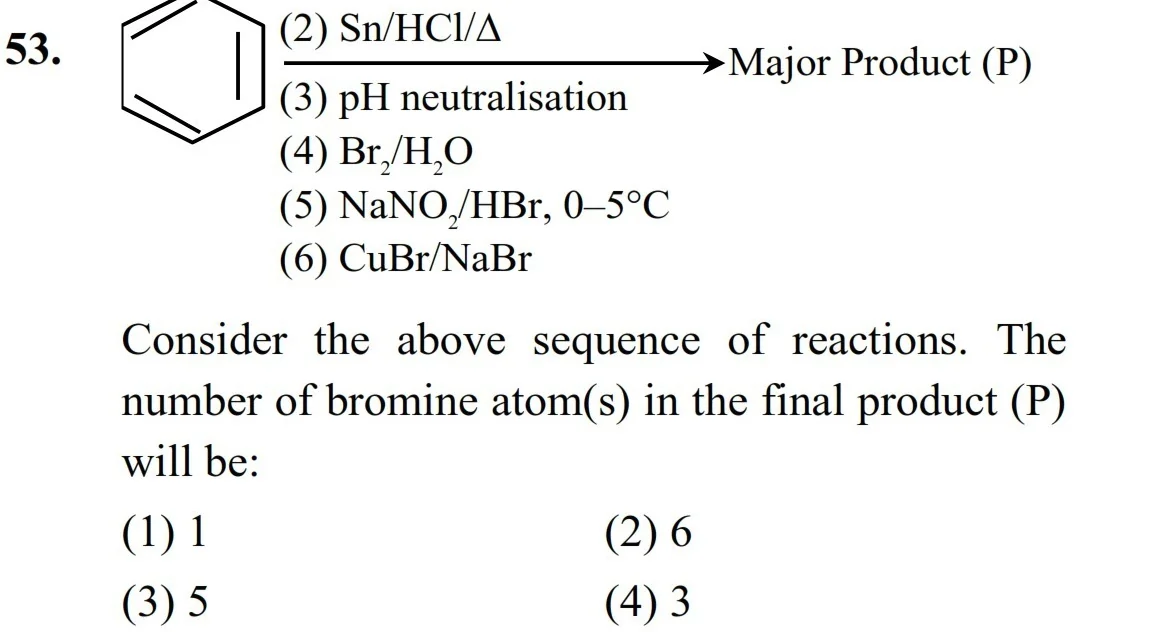 53.
(2) Sn/HCl/Δ
Major Product (P)
(3) pH neutralisation
(4) Br₂/H₂O
(5) NaNO₂/HBr, 0–5°C
(6) CuBr/NaBr
Consider the above sequence of reactions. The
number of bromine atom(s) in the final product (P)
will be:
(1) 1 (2) 6
(3) 5 (4) 3